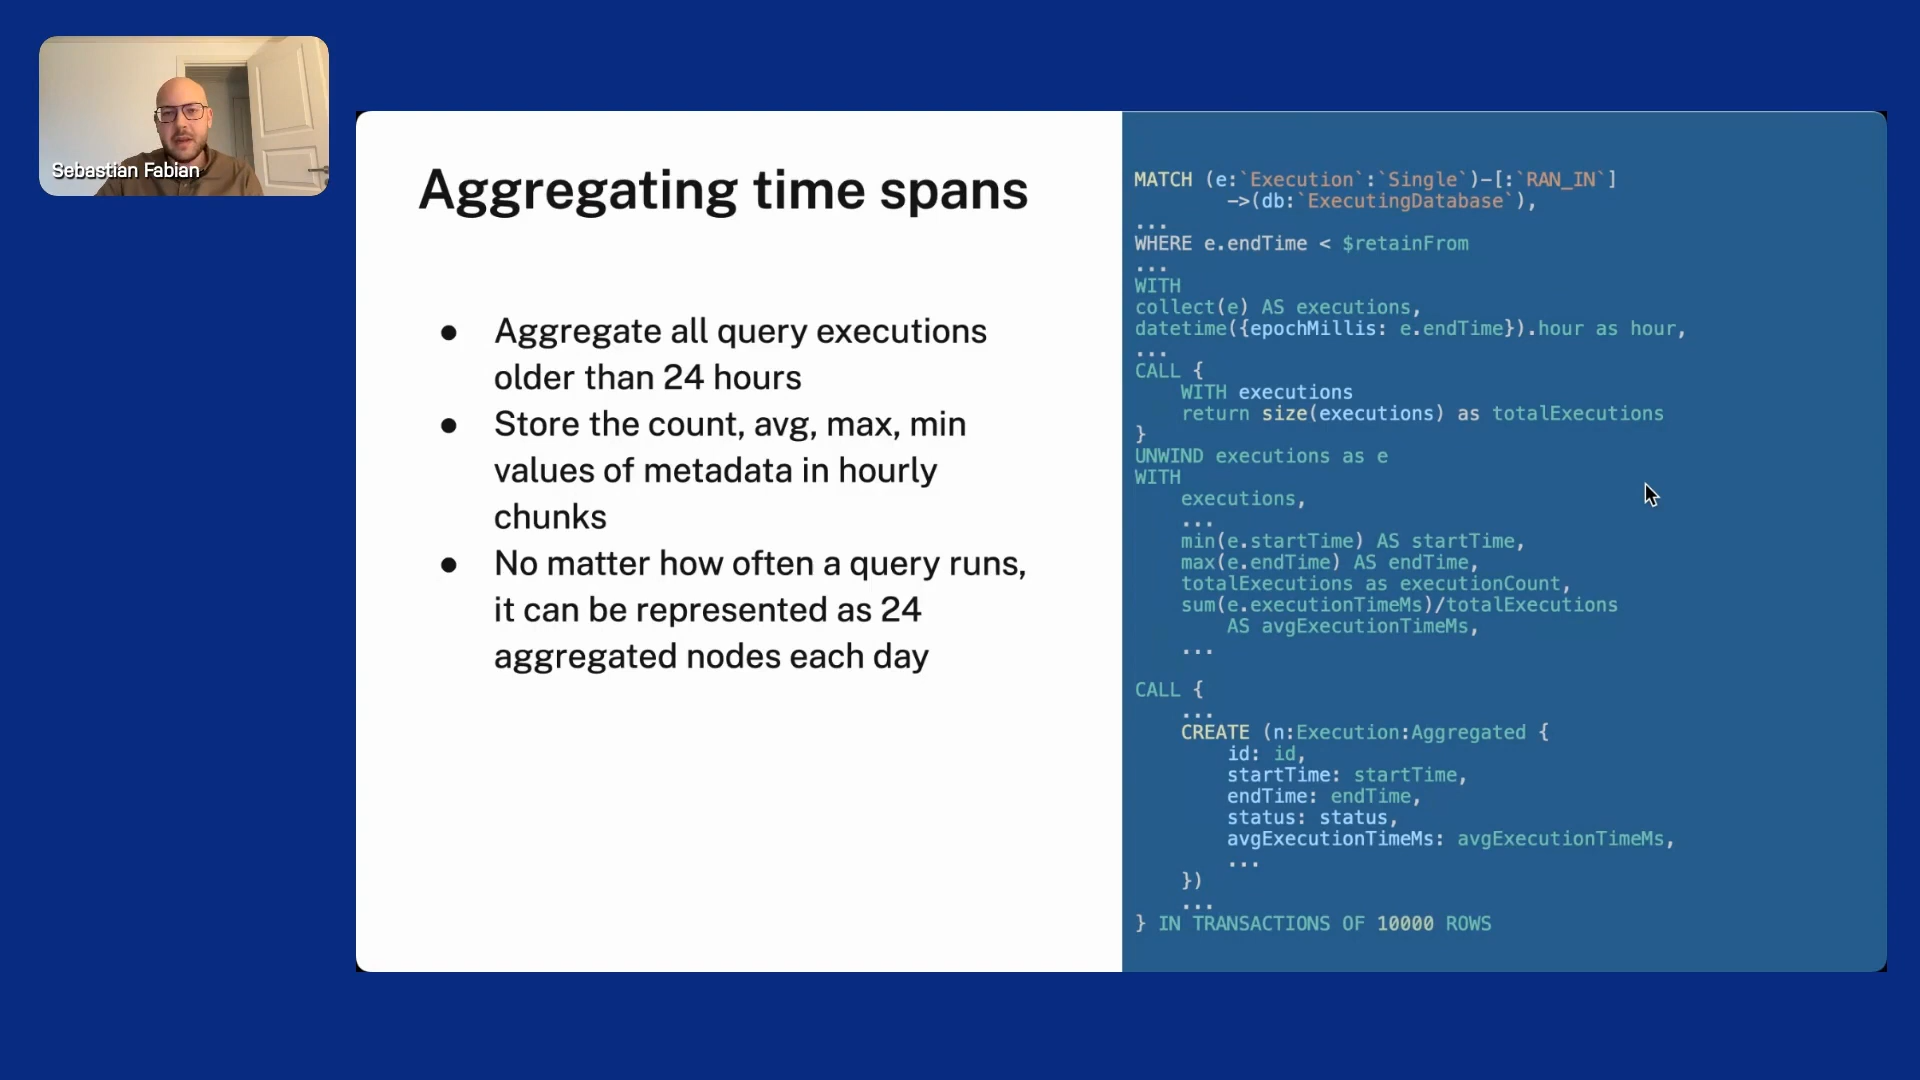 Sebastian Fabian
Aggregating time spans
● Aggregate all query executions
older than 24 hours
● Store the count, avg, max, min
values of metadata in hourly
chunks
● No matter how often a query runs,
it can be represented as 24
aggregated nodes each day
MATCH (e:`Execution`:`Single`)-[:`RAN_IN`]
->(db:`ExecutingDatabase`),
...
WHERE e.endTime < $retainFrom
...
WITH
collect(e) AS executions,
datetime({epochMillis: e.endTime}).hour as hour,
...
CALL {
WITH executions
return size(executions) as totalExecutions
}
UNWIND executions as e
WITH
executions,
...
min(e.startTime) AS startTime,
max(e.endTime) AS endTime,
totalExecutions as executionCount,
sum(e.executionTimeMs)/totalExecutions
AS avgExecutionTimeMs,
...
CALL {
...
CREATE (n:Execution:Aggregated {
id: id,
startTime: startTime,
endTime: endTime,
status: status,
avgExecutionTimeMs: avgExecutionTimeMs,
...
})
...
} IN TRANSACTIONS OF 10000 ROWS